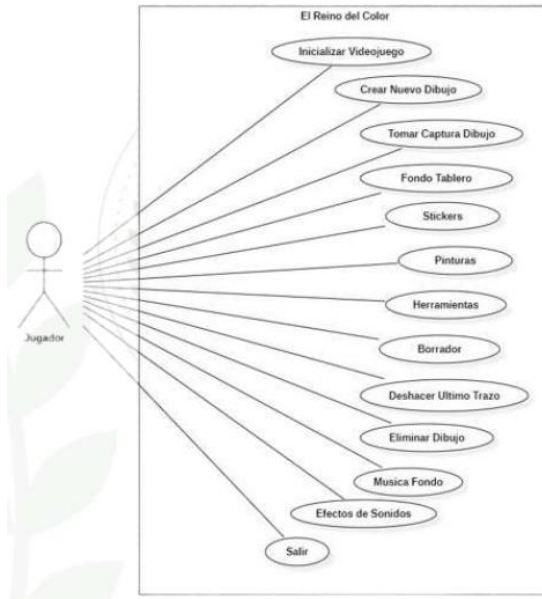 El Reino del Color
Inicializar Videojuego
Crear Nuevo Dibujo
Tomar Captura Dibujo
Fondo Tablero
Stickers
Pinturas
Herramientas
Jugador
Borrador
Deshacer Ultimo Trazo
Eliminar Dibujo
Musica Fondo
Efectos de Sonidos
Salir